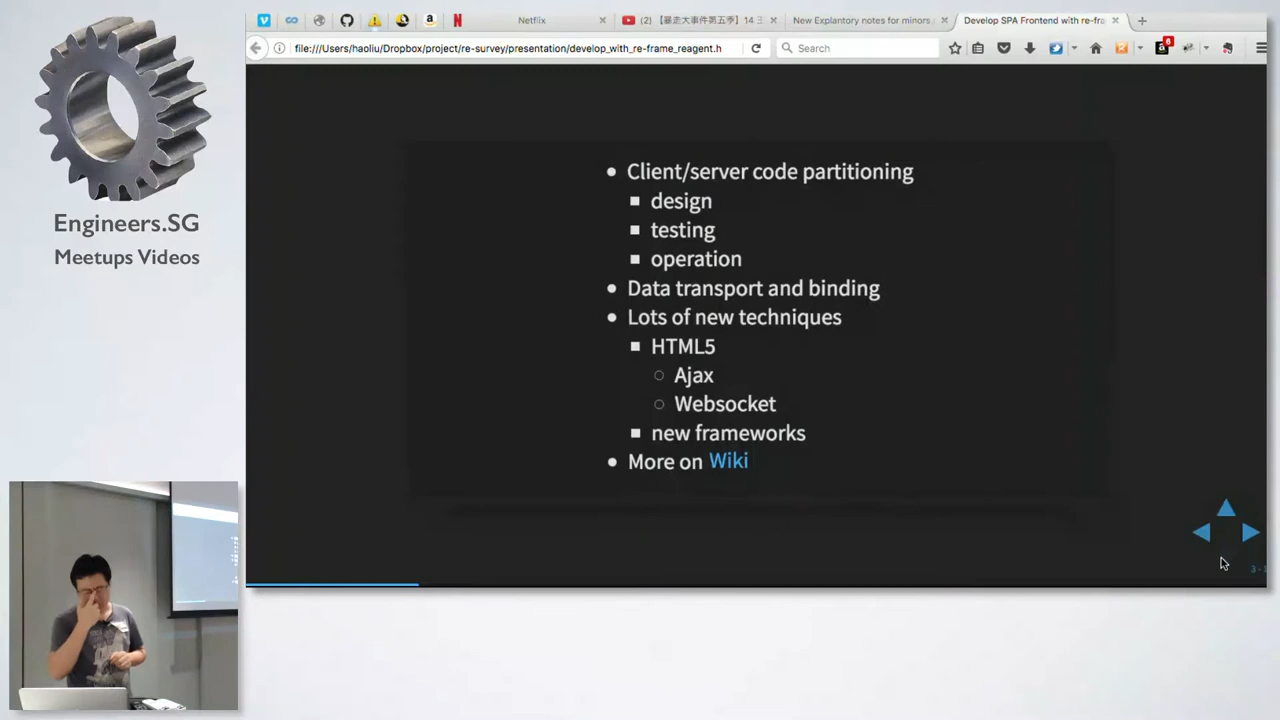 Netflix
(2) 【暴走大事件第五季】14 王
New Explantory notes for minors.
Develop SPA Frontend with re-fra
file:///Users/haoliu/Dropbox/project/re-survey/presentation/develop_with_re-frame_reagent.h
Search
6
Engineers.SG
Meetups Videos
Client/server code partitioning
design
testing
operation
Data transport and binding
Lots of new techniques
HTML5
Ajax
Websocket
new frameworks
More on Wiki